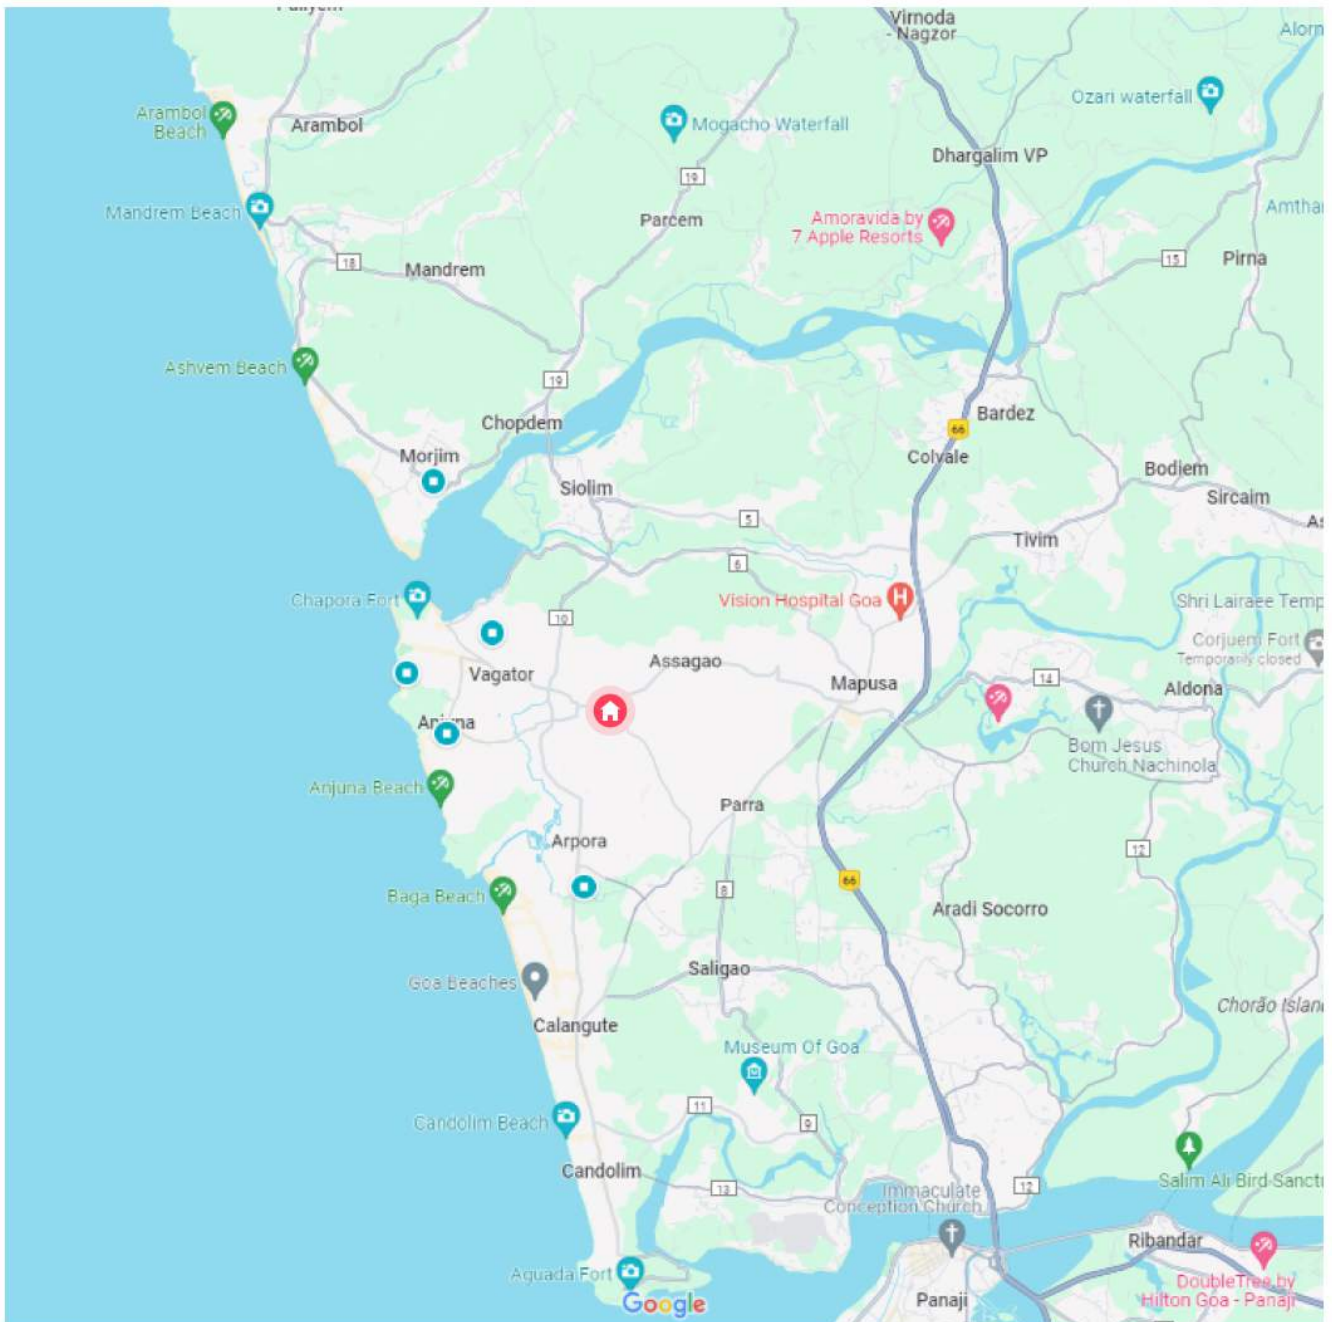 Virnoda
- Nagzor
Arambol
Beach
Arambol
Mogacho Waterfall
Ozari waterfall
Dhargalim VP
19
Mandrem Beach
Parcem
Amoravida by
7 Apple Resorts
18
Mandrem
15
Pirna
Ashvem Beach
19
Chopdem
Bardez
66
Colvale
Morjim
Siolim
Bodiem
Sircaim
5
Tivim
6
Chapora Fort
10
Vision Hospital Goa
H
Shri Lairaee Temp
Corjuem Fort
Temporarily closed
Vagator
Assagao
Mapusa
14
Aldona
Anjuna
Bom Jesus
Church Nachinola
Anjuna Beach
Parra
Arpora
12
Baga Beach
8
66
Aradi Socorro
Goa Beaches
Saligao
Calangute
Chorão Islan
Museum Of Goa
11
9
Candolim Beach
Candolim
13
12
Immaculate
Conception Church
Salim Ali Bird Sanct
Ribandar
Aguada Fort
Google
Panaji
DoubleTree by
Hilton Goa - Panaji